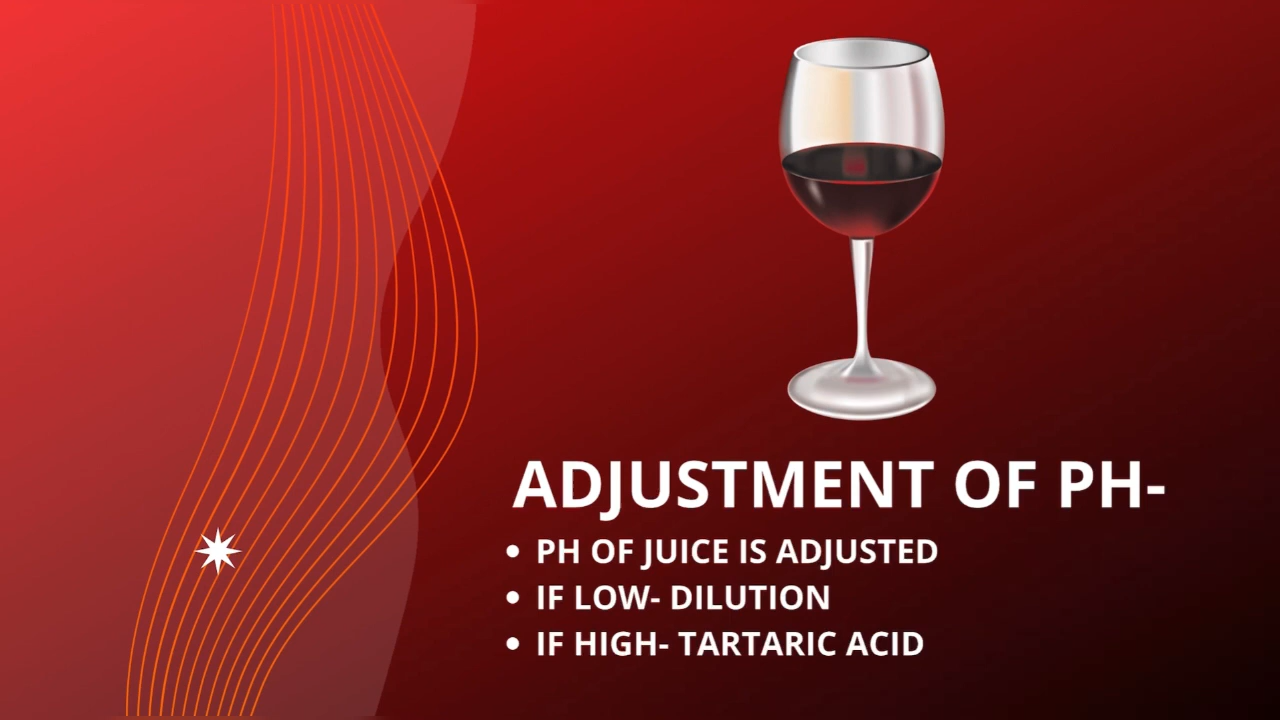 ADJUSTMENT OF PH-
• PH OF JUICE IS ADJUSTED
• IF LOW- DILUTION
• IF HIGH- TARTARIC ACID